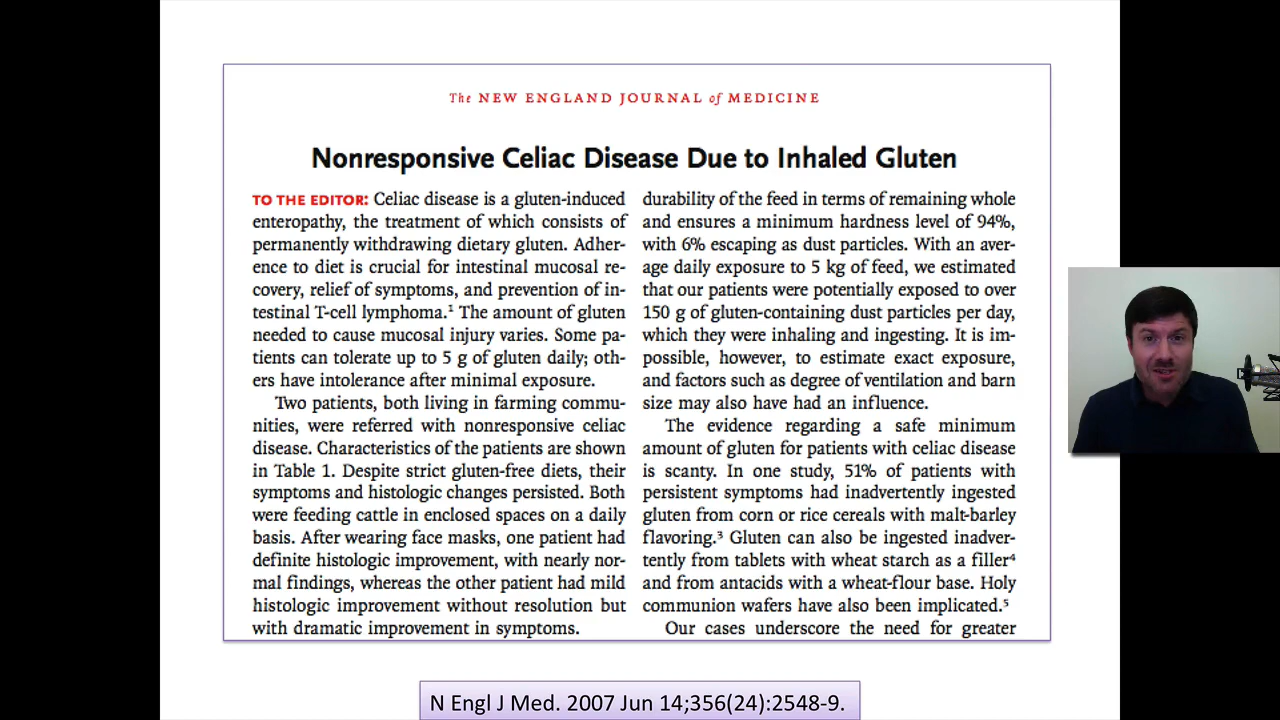 The NEW ENGLAND JOURNAL of MEDICINE
Nonresponsive Celiac Disease Due to Inhaled Gluten
TO THE EDITOR: Celiac disease is a gluten-induced
enteropathy, the treatment of which consists of
permanently withdrawing dietary gluten. Adher-
ence to diet is crucial for intestinal mucosal re-
covery, relief of symptoms, and prevention of in-
testinal T-cell lymphoma.¹ The amount of gluten
needed to cause mucosal injury varies. Some pa-
tients can tolerate up to 5 g of gluten daily; oth-
ers have intolerance after minimal exposure.
Two patients, both living in farming commu-
nities, were referred with nonresponsive celiac
disease. Characteristics of the patients are shown
in Table 1. Despite strict gluten-free diets, their
symptoms and histologic changes persisted. Both
were feeding cattle in enclosed spaces on a daily
basis. After wearing face masks, one patient had
definite histologic improvement, with nearly nor-
mal findings, whereas the other patient had mild
histologic improvement without resolution but
with dramatic improvement in symptoms.
durability of the feed in terms of remaining whole
and ensures a minimum hardness level of 94%,
with 6% escaping as dust particles. With an aver-
age daily exposure to 5 kg of feed, we estimated
that our patients were potentially exposed to over
150 g of gluten-containing dust particles per day,
which they were inhaling and ingesting. It is im-
possible, however, to estimate exact exposure,
and factors such as degree of ventilation and barn
size may also have had an influence.
The evidence regarding a safe minimum
amount of gluten for patients with celiac disease
is scanty. In one study, 51% of patients with
persistent symptoms had inadvertently ingested
gluten from corn or rice cereals with malt-barley
flavoring.³ Gluten can also be ingested inadver-
tently from tablets with wheat starch as a filler⁴
and from antacids with a wheat-flour base. Holy
communion wafers have also been implicated.⁵
Our cases underscore the need for greater
N Engl J Med. 2007 Jun 14;356(24):2548-9.